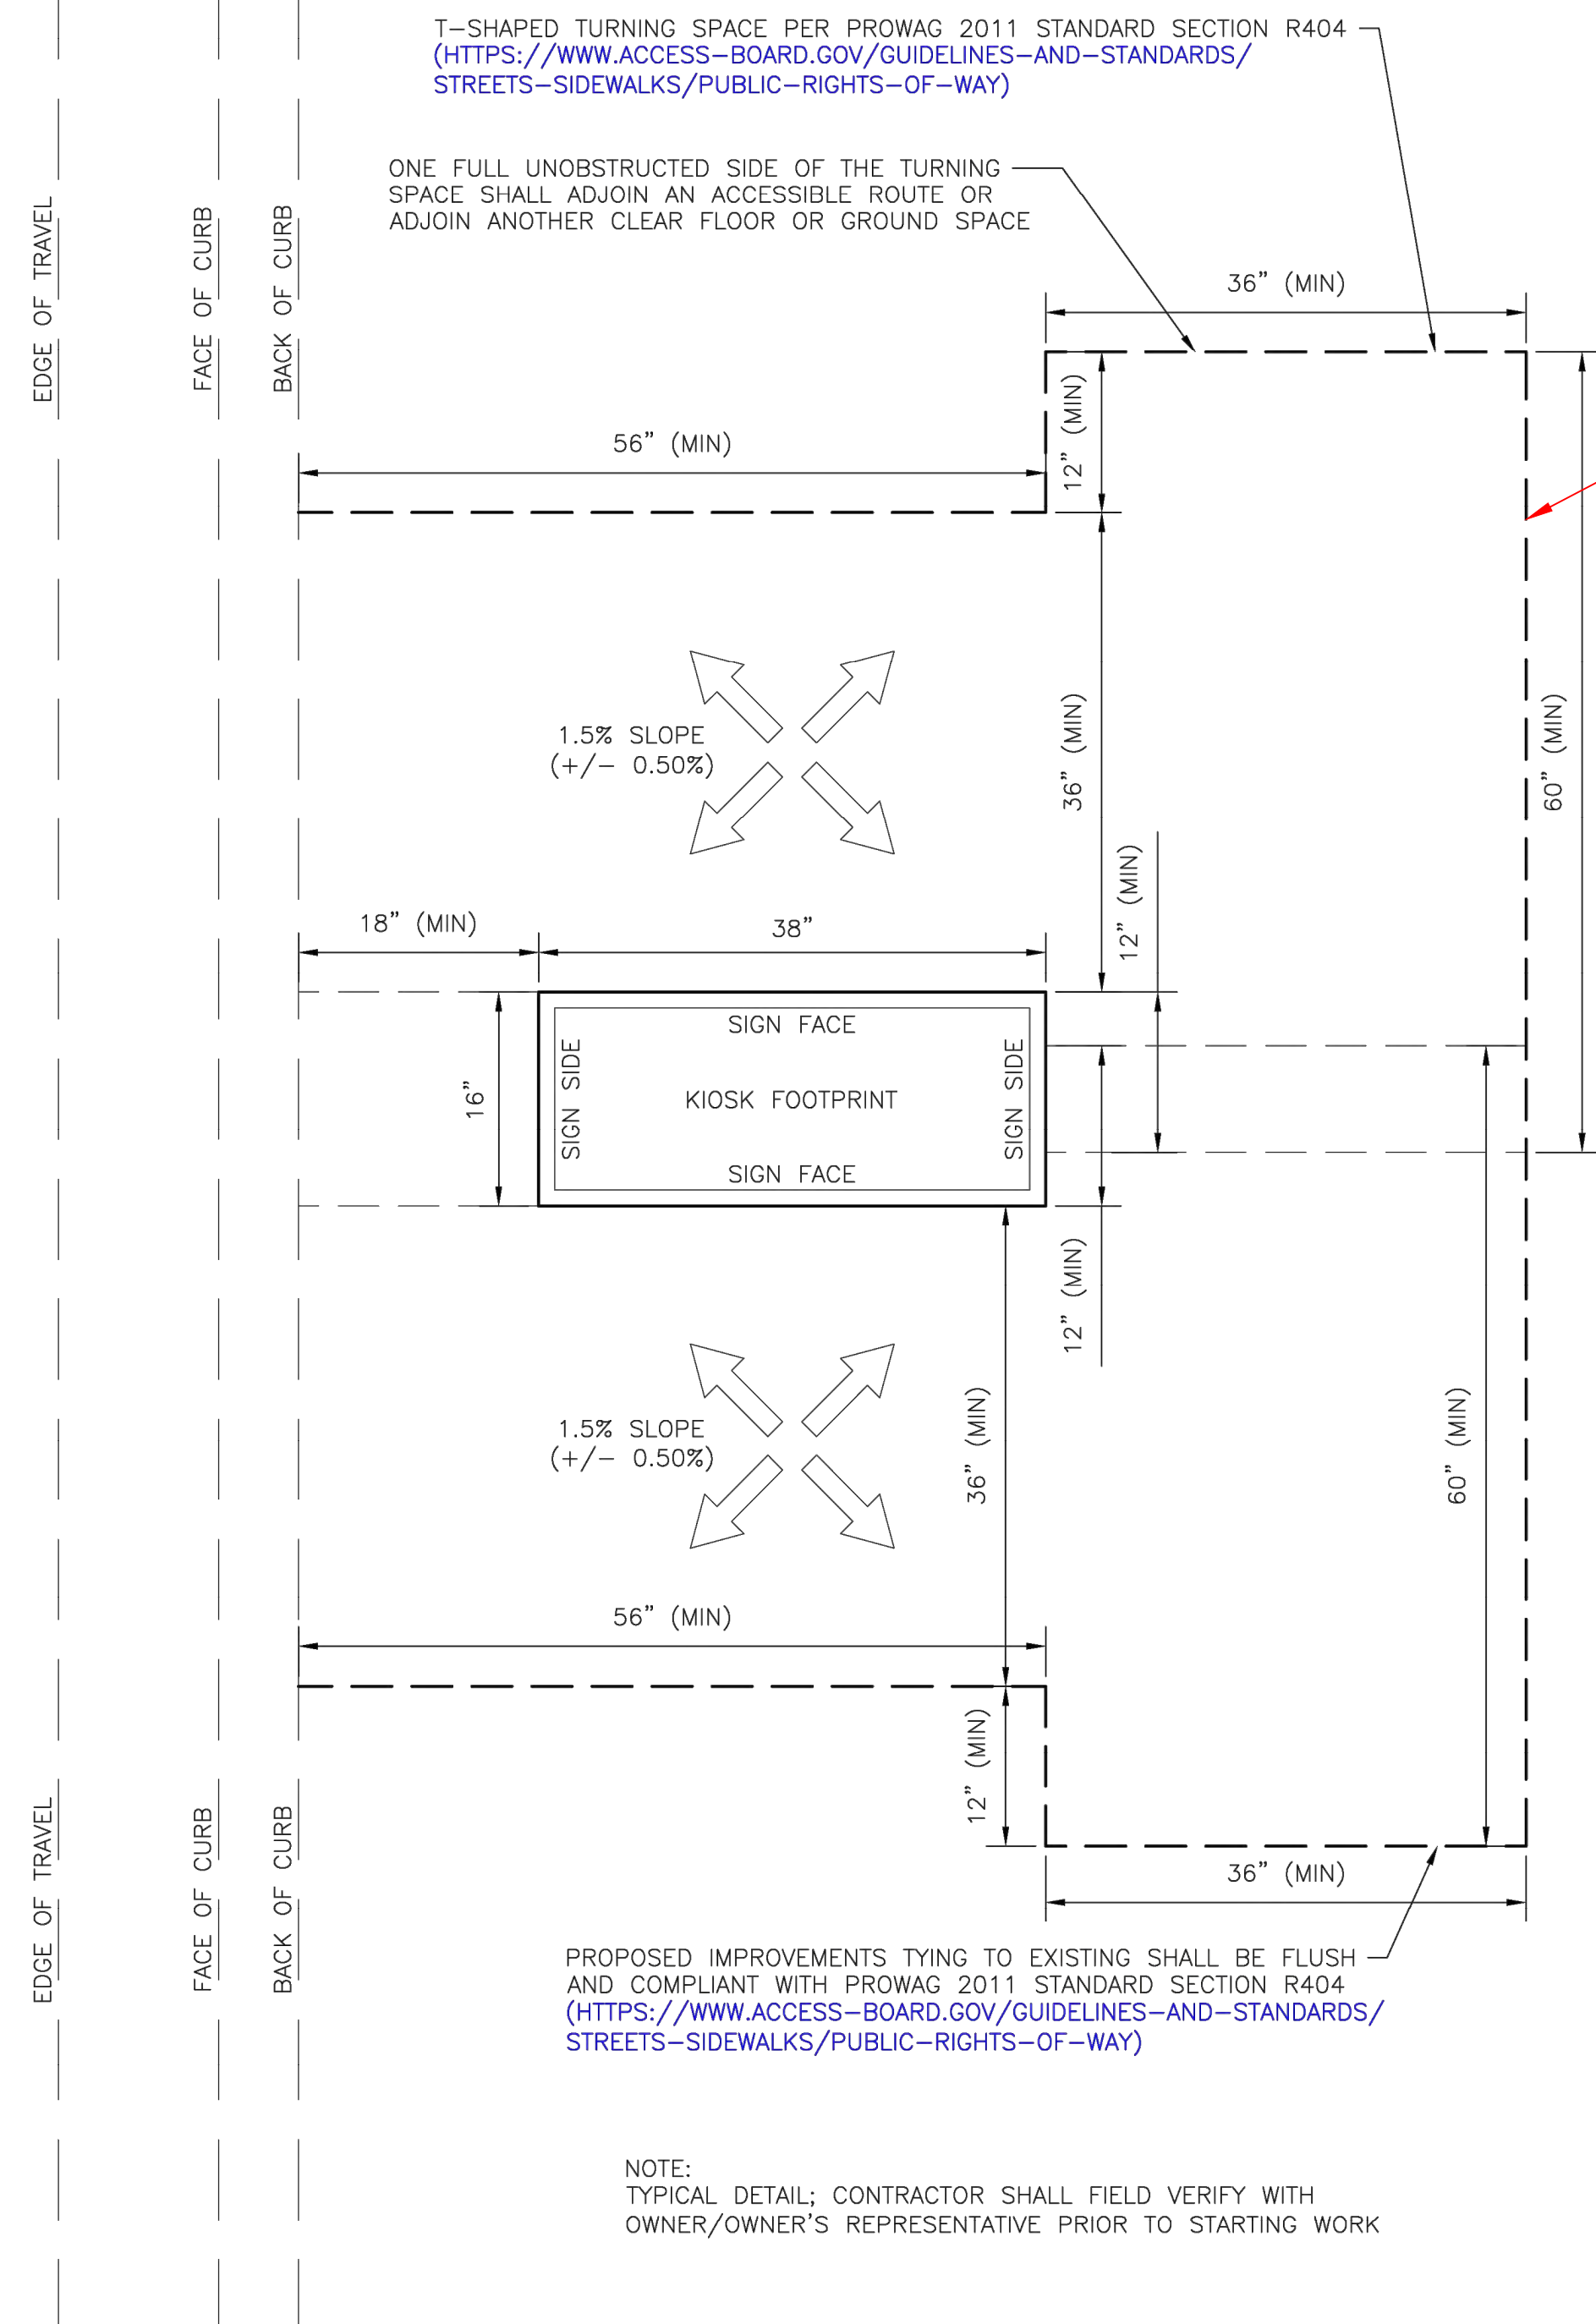 T-SHAPED TURNING SPACE PER PROWAG 2011 STANDARD SECTION R404
(HTTPS://WWW.ACCESS-BOARD.GOV/GUIDELINES-AND-STANDARDS/
STREETS-SIDEWALKS/PUBLIC-RIGHTS-OF-WAY)
ONE FULL UNOBSTRUCTED SIDE OF THE TURNING
SPACE SHALL ADJOIN AN ACCESSIBLE ROUTE OR
ADJOIN ANOTHER CLEAR FLOOR OR GROUND SPACE
EDGE OF TRAVEL
FACE OF CURB
BACK OF CURB
36" (MIN)
12" (MIN)
56" (MIN)
36" (MIN)
60" (MIN)
1.5% SLOPE
(+/- 0.50%)
12" (MIN)
18" (MIN)
38"
16"
SIGN FACE
SIGN SIDE
KIOSK FOOTPRINT
SIGN SIDE
SIGN FACE
12" (MIN)
36" (MIN)
60" (MIN)
1.5% SLOPE
(+/- 0.50%)
56" (MIN)
12" (MIN)
EDGE OF TRAVEL
FACE OF CURB
BACK OF CURB
36" (MIN)
PROPOSED IMPROVEMENTS TYING TO EXISTING SHALL BE FLUSH
AND COMPLIANT WITH PROWAG 2011 STANDARD SECTION R404
(HTTPS://WWW.ACCESS-BOARD.GOV/GUIDELINES-AND-STANDARDS/
STREETS-SIDEWALKS/PUBLIC-RIGHTS-OF-WAY)
NOTE:
TYPICAL DETAIL; CONTRACTOR SHALL FIELD VERIFY WITH
OWNER/OWNER'S REPRESENTATIVE PRIOR TO STARTING WORK